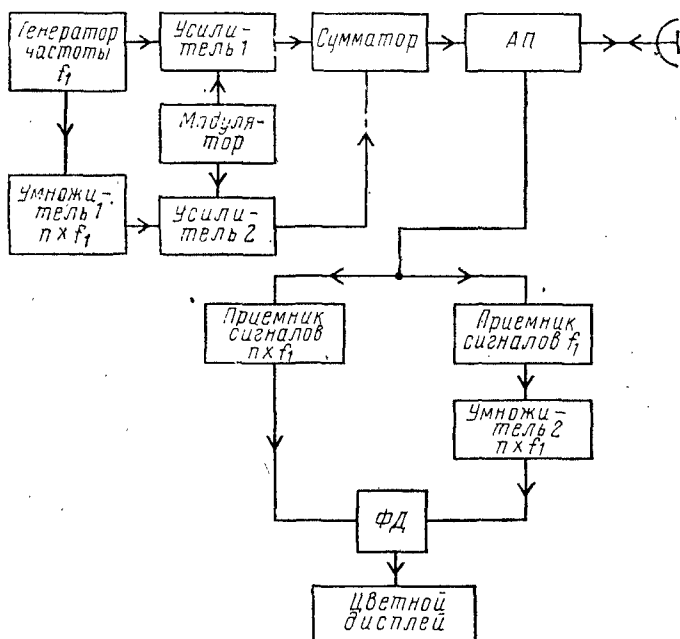 Генератор
частоты
f₁
Усили-
тель 1
Сумматор
АП
Модуля-
тор
Умножи-
тель 1
n × f₁
Усили-
тель 2
Приемник
сигналов
n × f₁
Приемник
сигналов f₁
Умножи-
тель 2
n × f₁
ФД
Цветной
дисплей